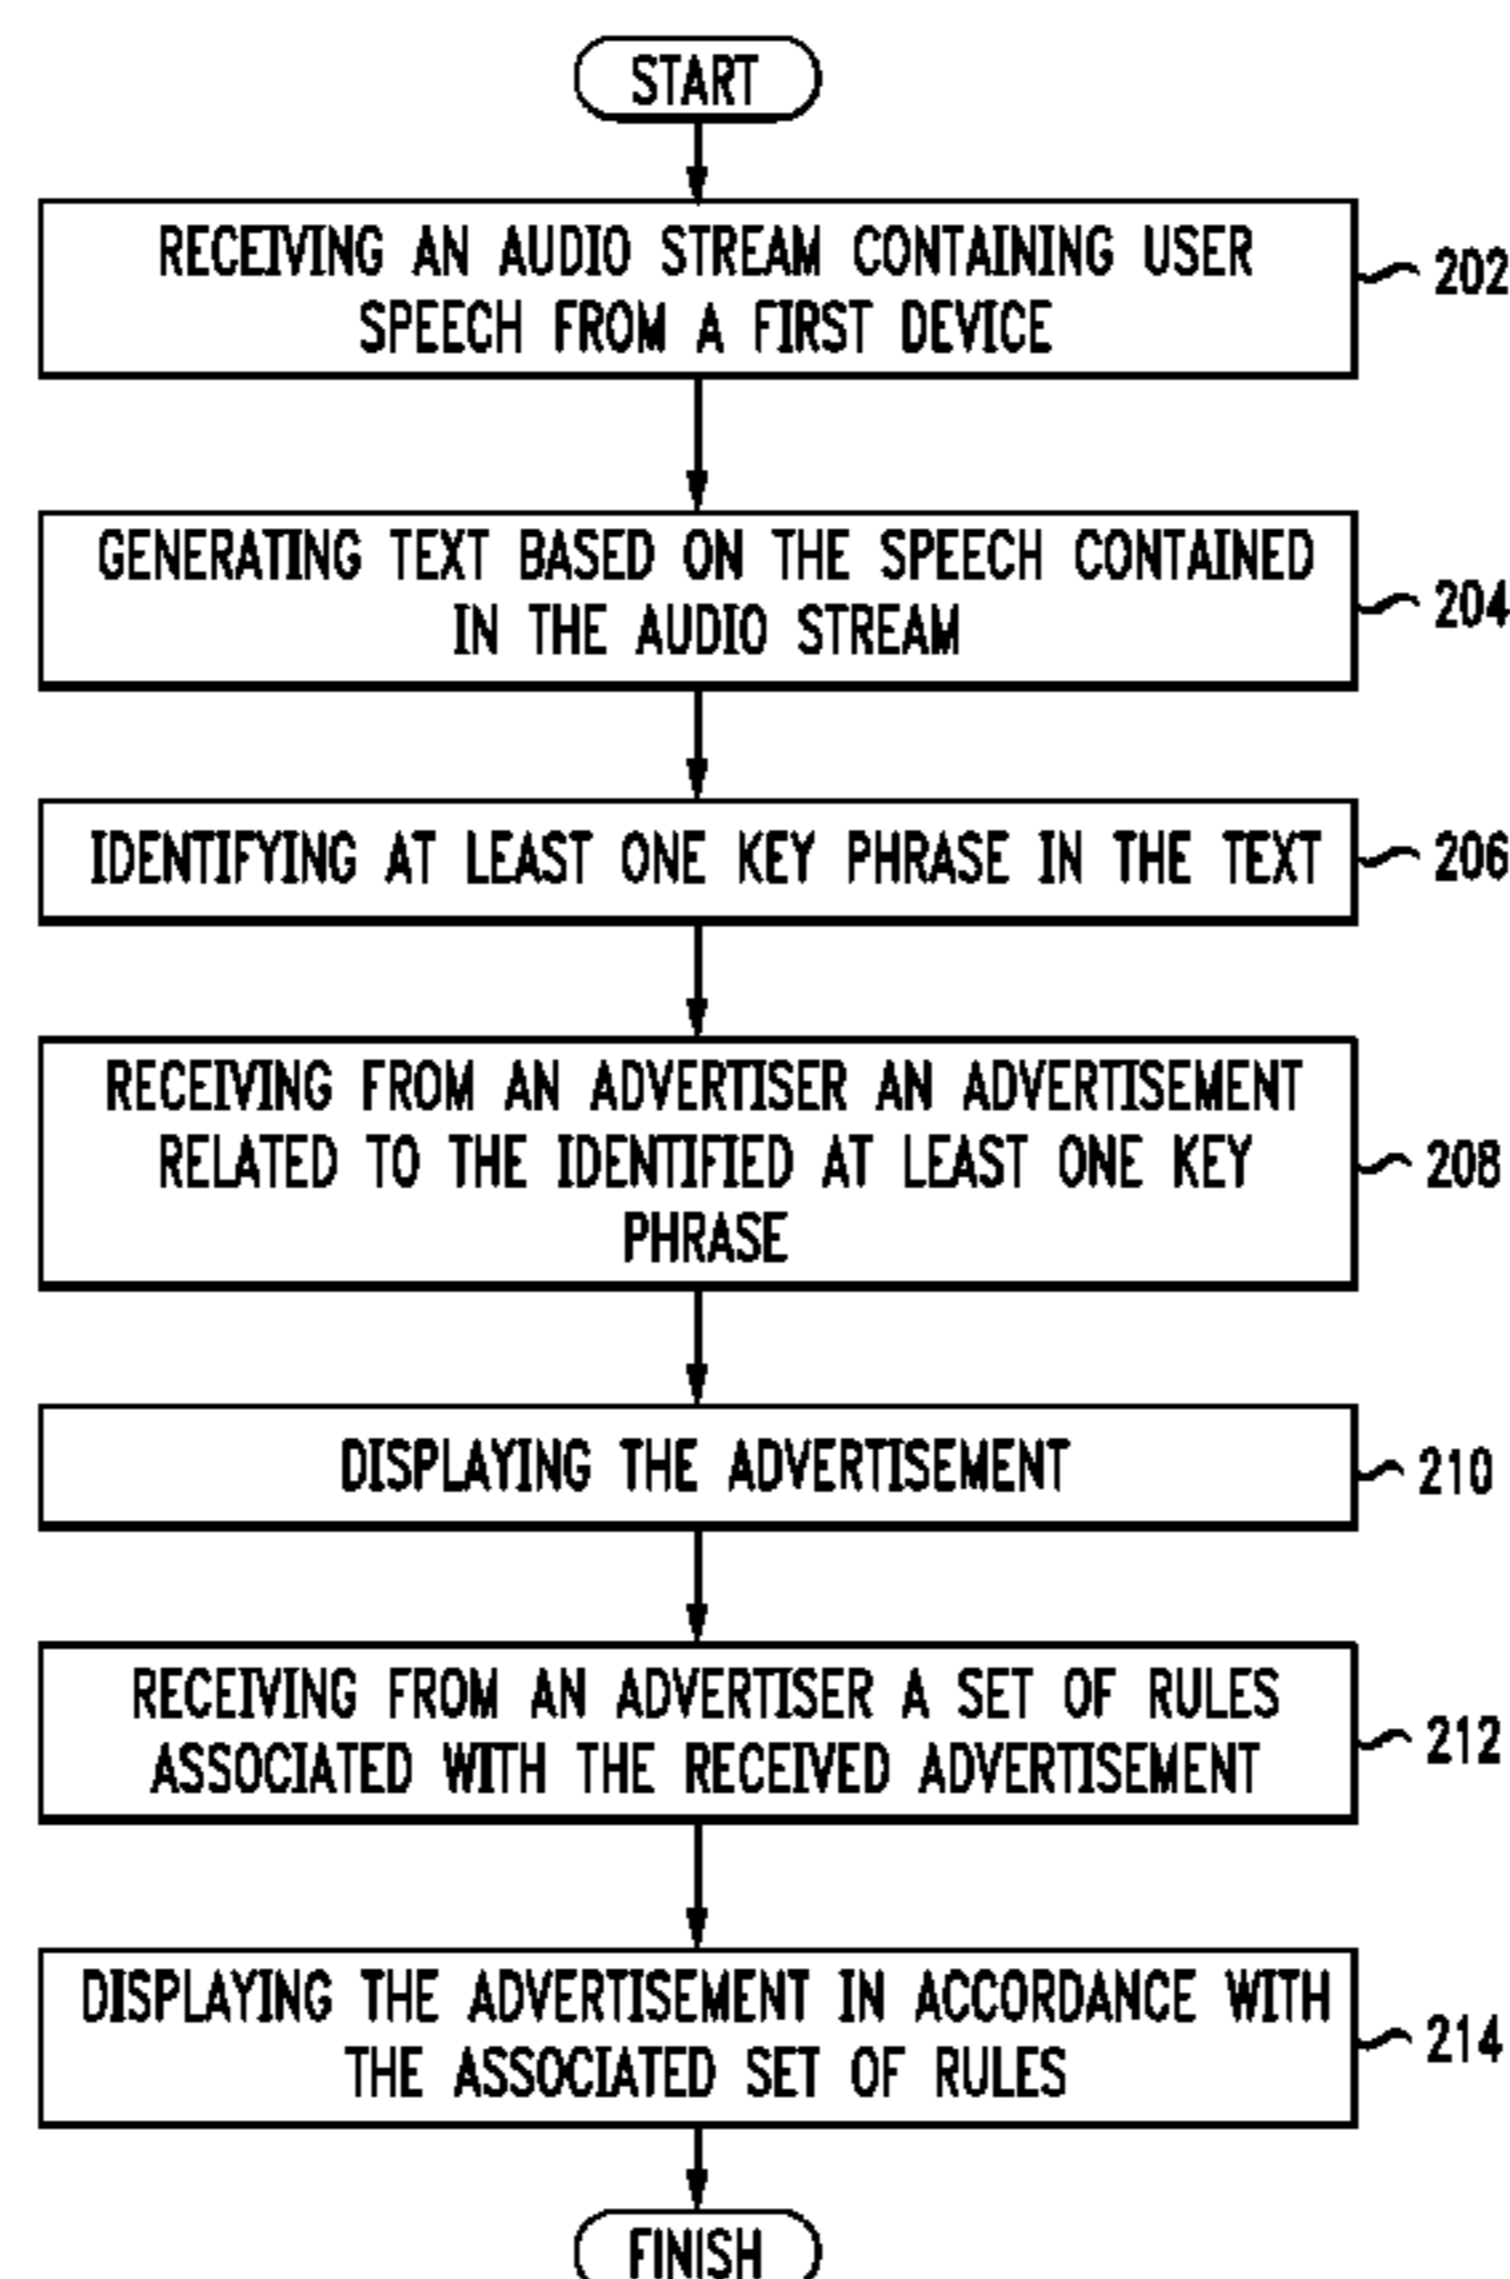 START
RECEIVING AN AUDIO STREAM CONTAINING USER
SPEECH FROM A FIRST DEVICE
202
GENERATING TEXT BASED ON THE SPEECH CONTAINED
IN THE AUDIO STREAM
204
IDENTIFYING AT LEAST ONE KEY PHRASE IN THE TEXT
206
RECEIVING FROM AN ADVERTISER AN ADVERTISEMENT
RELATED TO THE IDENTIFIED AT LEAST ONE KEY
PHRASE
208
DISPLAYING THE ADVERTISEMENT
210
RECEIVING FROM AN ADVERTISER A SET OF RULES
ASSOCIATED WITH THE RECEIVED ADVERTISEMENT
212
DISPLAYING THE ADVERTISEMENT IN ACCORDANCE WITH
THE ASSOCIATED SET OF RULES
214
FINISH